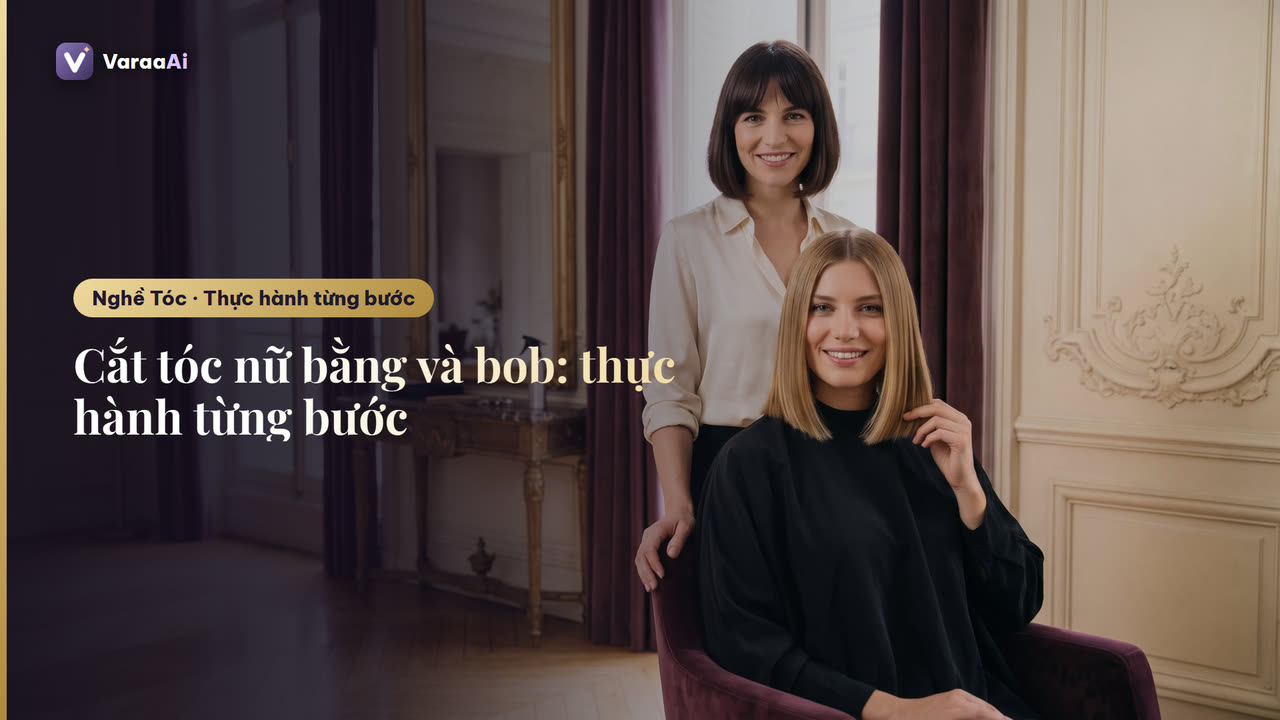 VaraaAi
Nghề Tóc · Thực hành từng bước
Cắt tóc nữ bằng và bob: thực
hành từng bước